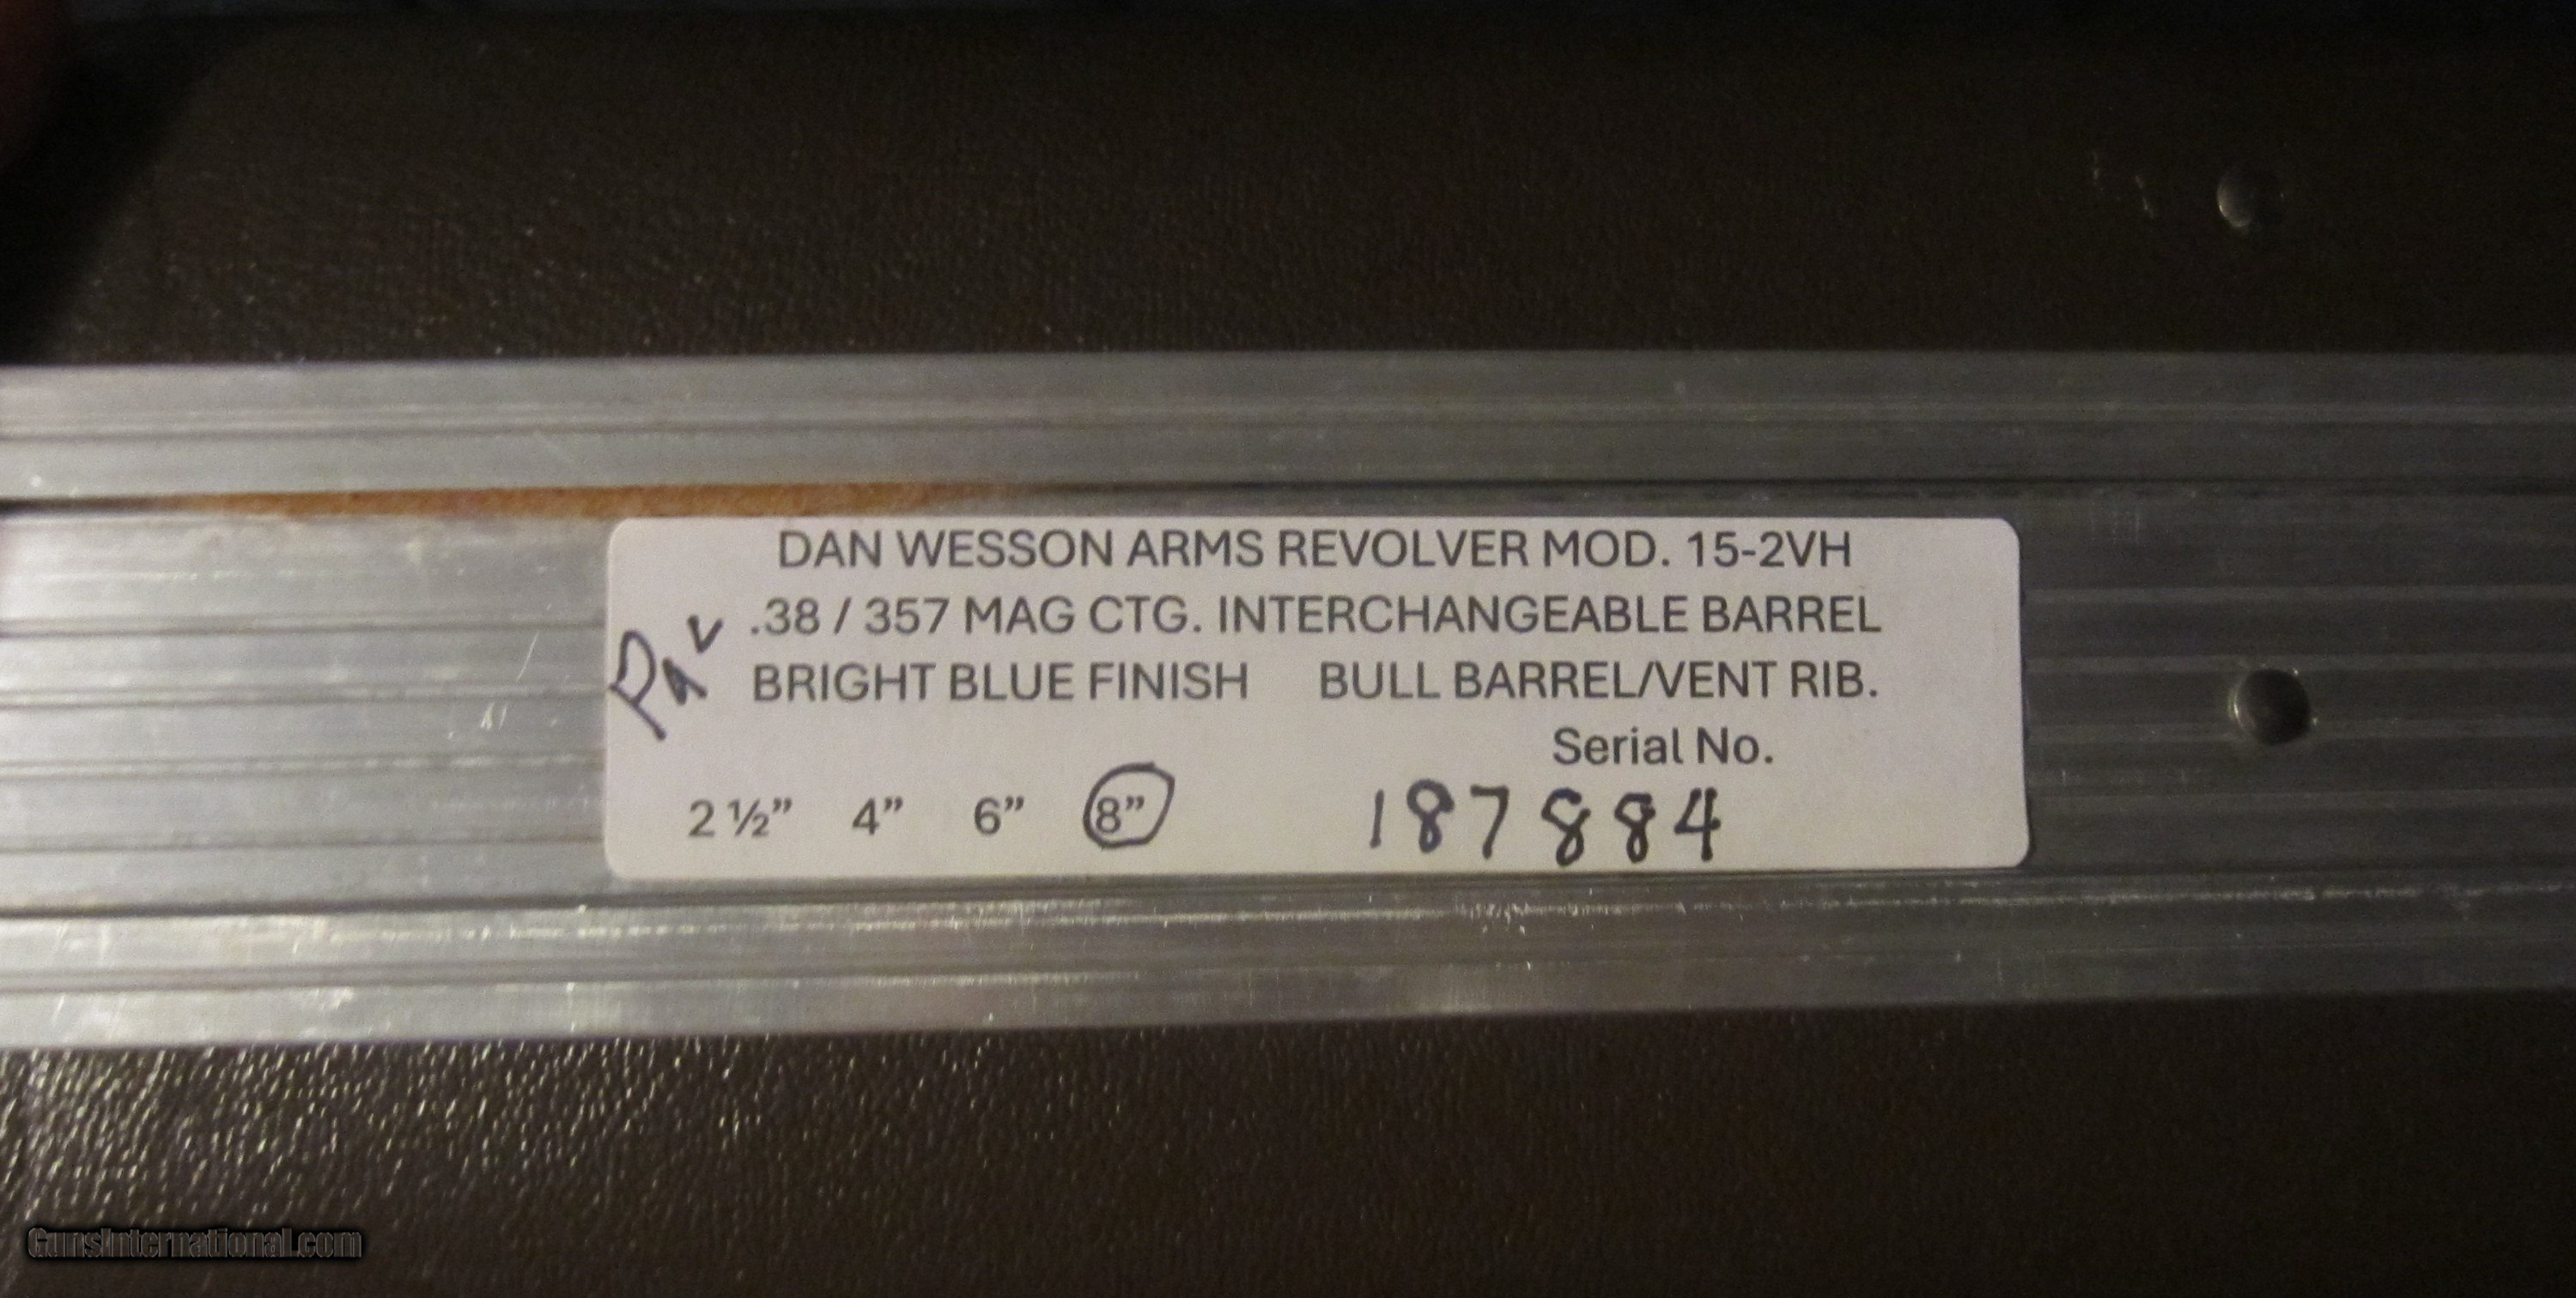 DAN WESSON ARMS REVOLVER MOD. 15-2VH
.38 / 357 MAG CTG. INTERCHANGEABLE BARREL
BRIGHT BLUE FINISH BULL BARREL/VENT RIB.
Serial No.
2 ½” 4” 6” 8” 187884
GunsInternational.com